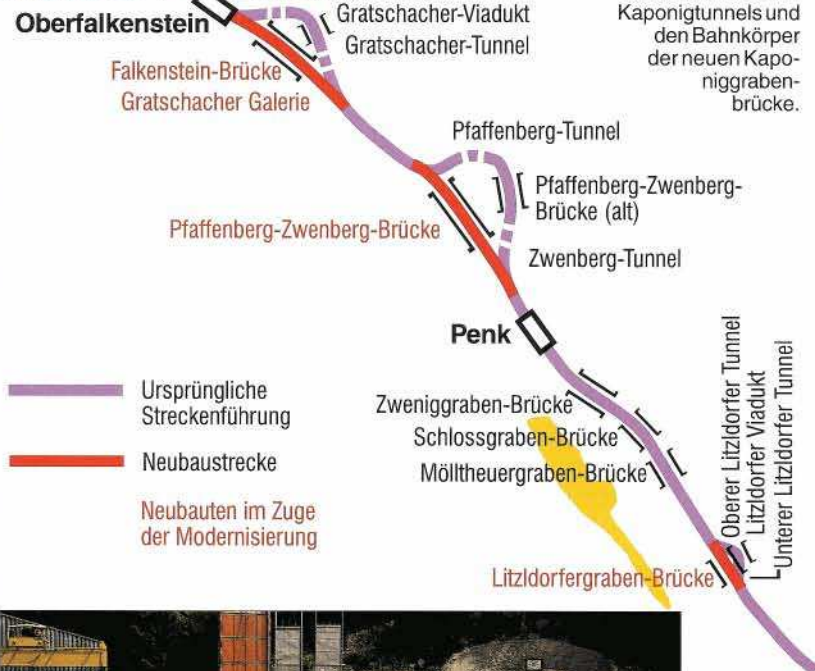 Oberfalkenstein
Gratschacher-Viadukt
Gratschacher-Tunnel
Kaponigtunnels und
den Bahnkörper
der neuen Kapo-
niggraben-
brücke.
Falkenstein-Brücke
Gratschacher Galerie
Pfaffenberg-Tunnel
Pfaffenberg-Zwenberg-
Brücke (alt)
Pfaffenberg-Zwenberg-Brücke
Zwenberg-Tunnel
Penk
Ursprüngliche
Streckenführung
Neubaustrecke
Neubauten im Zuge
der Modernisierung
Zweniggraben-Brücke
Schlossgraben-Brücke
Mölltheuergraben-Brücke
Oberer Litzldorfer Tunnel
Litzldorfer Viadukt
Unterer Litzldorfer Tunnel
Litzldorfergraben-Brücke